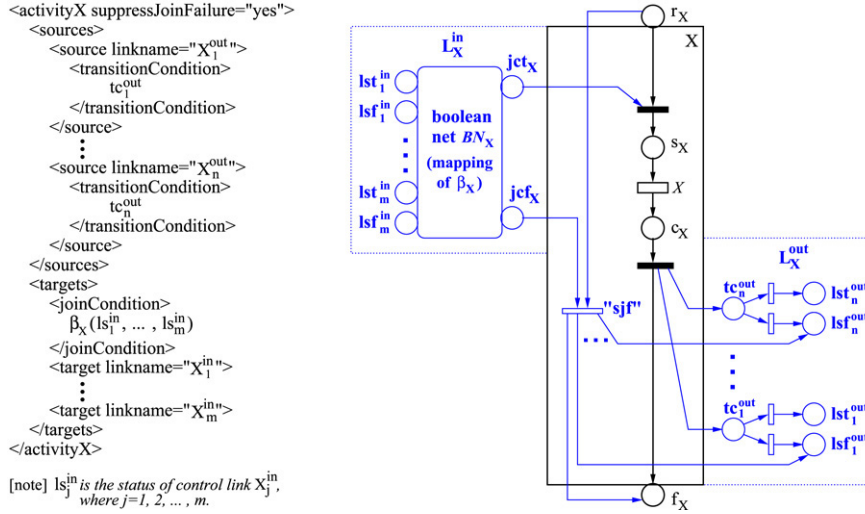 <activityX suppressJoinFailure="yes">
<sources>
<source linkname="X₁ᵒᵘᵗ">
<transitionCondition>
tc₁ᵒᵘᵗ
</transitionCondition>
</source>
<source linkname="Xₙᵒᵘᵗ">
<transitionCondition>
tcₙᵒᵘᵗ
</transitionCondition>
</source>
</sources>
<targets>
<joinCondition>
βX(ls₁ⁱⁿ, ... , lsₘⁱⁿ)
</joinCondition>
<target linkname="X₁ⁱⁿ">
<target linkname="Xₘⁱⁿ">
</targets>
</activityX>
[note] lsⱼⁱⁿ is the status of control link Xⱼⁱⁿ,
where j=1, 2, ... , m.
rX
X
LXⁱⁿ
jctX
lst₁ⁱⁿ
lsf₁ⁱⁿ
boolean
net BNX
(mapping
of βX)
lstₘⁱⁿ
lsfₘⁱⁿ
jcfX
sX
X
cX
"sjf"
...
LXᵒᵘᵗ
tcₙᵒᵘᵗ
lstₙᵒᵘᵗ
lsfₙᵒᵘᵗ
tc₁ᵒᵘᵗ
lst₁ᵒᵘᵗ
lsf₁ᵒᵘᵗ
fX